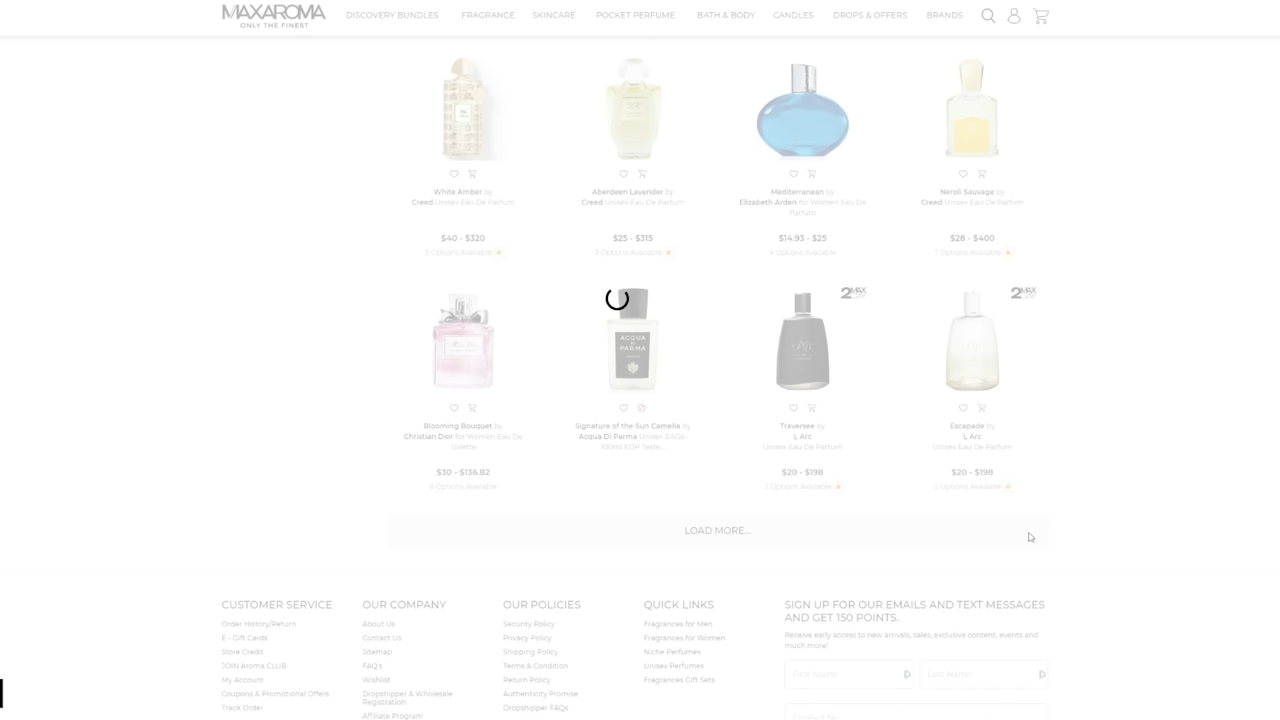 MAXAROMA
ONLY THE FINEST
DISCOVERY BUNDLES
FRAGRANCE
SKINCARE
POCKET PERFUME
BATH & BODY
CANDLES
DROPS & OFFERS
BRANDS
White Amber by
Creed Unisex Eau De Parfum
$40 - $320
3 Options Available
Aberdeen Lavender by
Creed Unisex Eau De Parfum
$25 - $315
3 Options Available
Mediterranean by
Elizabeth Arden for Women Eau De
Parfum
$14.93 - $25
4 Options Available
Neroli Sauvage by
Creed Unisex Eau De Parfum
$28 - $400
7 Options Available
ACQUA
DI
PARMA
2MAX
2MAX
Blooming Bouquet by
Christian Dior for Women Eau De
Toilette
$30 - $136.82
8 Options Available
Signature of the Sun Camelia by
Acqua Di Parma Unisex 3.4Oz-
100ml EDP Teste...
Traversee by
L Arc
Unisex Eau De Parfum
$20 - $198
2 Options Available
Escapade by
L Arc
Unisex Eau De Parfum
$20 - $198
2 Options Available
LOAD MORE...
CUSTOMER SERVICE
Order History/Return
E - Gift Cards
Store Credit
JOIN Aroma CLUB
My Account
Coupons & Promotional Offers
Track Order
OUR COMPANY
About Us
Contact Us
Sitemap
FAQ's
Wishlist
Dropshipper & Wholesale
Registration
Affiliate Program
OUR POLICIES
Security Policy
Privacy Policy
Shipping Policy
Terms & Condition
Return Policy
Authenticity Promise
Dropshipper FAQs
QUICK LINKS
Fragrances for Men
Fragrances for Women
Niche Perfumes
Unisex Perfumes
Fragrances Gift Sets
SIGN UP FOR OUR EMAILS AND TEXT MESSAGES
AND GET 150 POINTS.
Receive early access to new arrivals, sales, exclusive content, events and
much more!
First Name
Last Name
Contact No